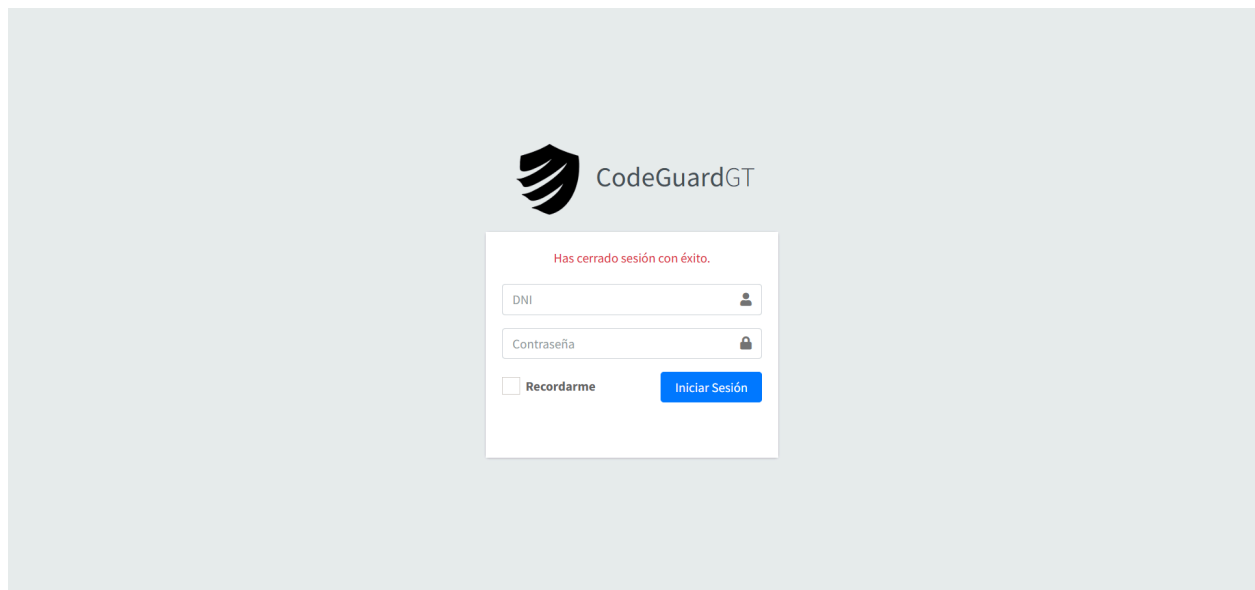 CodeGuardGT
Has cerrado sesión con éxito.
DNI
Contraseña
Recordarme
Iniciar Sesión